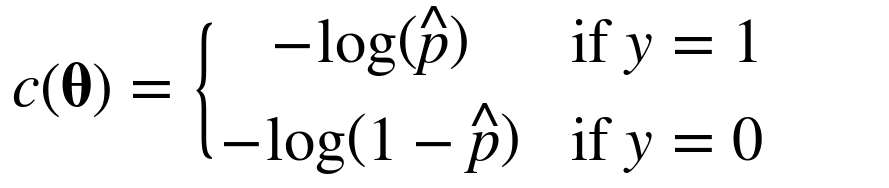 c(θ) = { −log(p̂) if y = 1
−log(1 − p̂) if y = 0